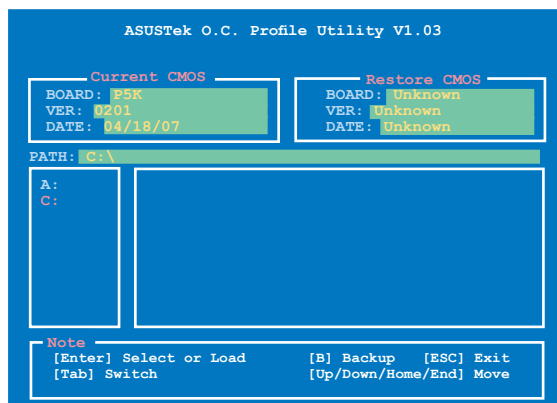 ASUSTek O.C. Profile Utility V1.03
Current CMOS
BOARD: P5K
VER: 0201
DATE: 04/18/07
Restore CMOS
BOARD: Unknown
VER: Unknown
DATE: Unknown
PATH: C:\
A:
C:
Note
[Enter] Select or Load [B] Backup [ESC] Exit
[Tab] Switch [Up/Down/Home/End] Move